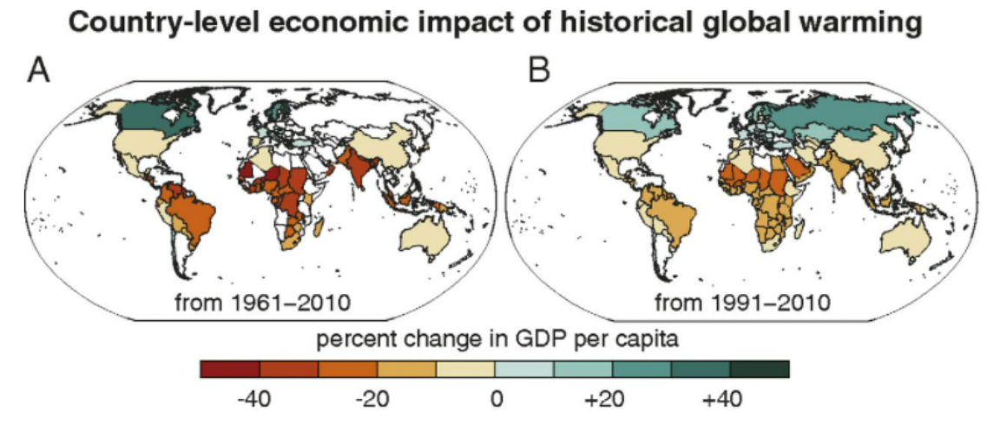 Country-level economic impact of historical global warming
A
B
from 1961–2010
from 1991–2010
percent change in GDP per capita
-40
-20
0
+20
+40